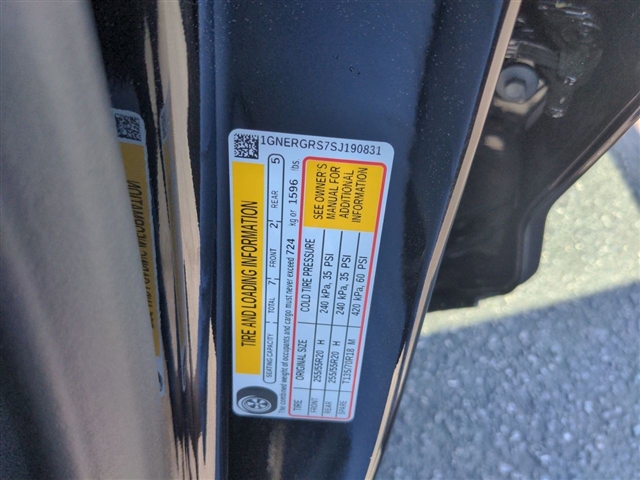 1GNERGRS7SJ190831
TIRE AND LOADING INFORMATION
SEATING CAPACITY TOTAL 7 FRONT 2 REAR 5
The combined weight of occupants and cargo must never exceed 724 kg or 1596 lbs.
TIRE ORIGINAL SIZE COLD TIRE PRESSURE
FRONT 255/55R20 H 240 kPa, 35 PSI
REAR 255/55R20 H 240 kPa, 35 PSI
SPARE T135/70R18 M 420 kPa, 60 PSI
SEE OWNER'S
MANUAL FOR
ADDITIONAL
INFORMATION